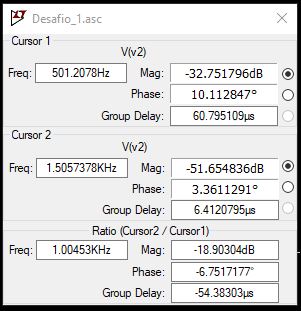 Desafio_1.asc
Cursor 1
V(v2)
Freq: 501.2078Hz Mag: -32.751796dB
Phase: 10.112847°
Group Delay: 60.795109µs
Cursor 2
V(v2)
Freq: 1.5057378KHz Mag: -51.654836dB
Phase: 3.3611291°
Group Delay: 6.4120795µs
Ratio (Cursor2 / Cursor1)
Freq: 1.00453KHz Mag: -18.90304dB
Phase: -6.7517177°
Group Delay: -54.38303µs